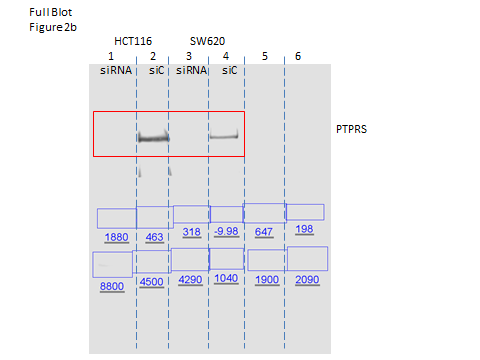 Full Blot
Figure 2b
HCT116 SW620
1 2 3 4 5 6
siRNA siC siRNA siC
PTPRS
1880 463 318 -9.98 647 198
8800 4500 4290 1040 1900 2090